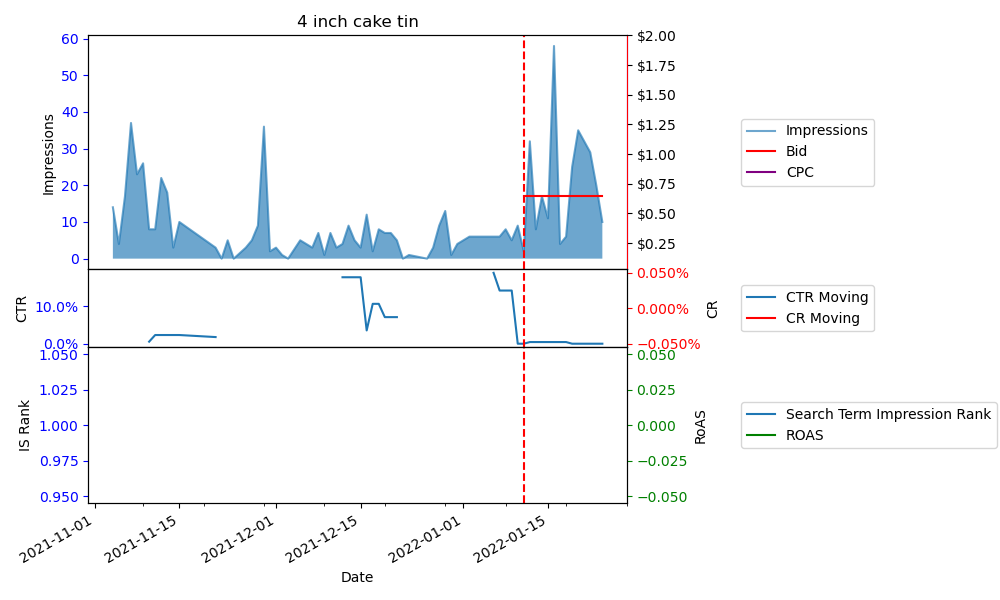 4 inch cake tin
60
50
40
30
20
10
0
Impressions
$2.00
$1.75
$1.50
$1.25
$1.00
$0.75
$0.50
$0.25
Impressions
Bid
CPC
10.0%
0.0%
CTR
0.050%
0.000%
−0.050%
CR
CTR Moving
CR Moving
1.050
1.025
1.000
0.975
0.950
IS Rank
0.050
0.025
0.000
−0.025
−0.050
RoAS
Search Term Impression Rank
ROAS
2021-11-01
2021-11-15
2021-12-01
2021-12-15
2022-01-01
2022-01-15
Date